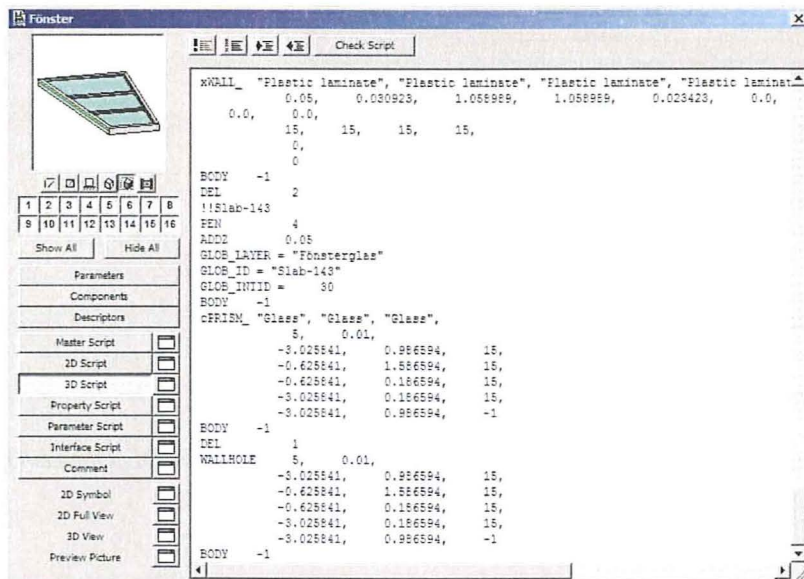 Fönster
Check Script
1 2 3 4 5 6 7 8
9 10 11 12 13 14 15 16
Show All Hide All
Parameters
Components
Descriptors
Master Script
2D Script
3D Script
Property Script
Parameter Script
Interface Script
Comment
2D Symbol
2D Full View
3D View
Preview Picture
xWALL_ "Plastic laminate", "Plastic laminate", "Plastic laminate", "Plastic laminat
0.05, 0.030923, 1.058989, 1.058989, 0.023423, 0.0,
0.0, 0.0,
15, 15, 15, 15,
0,
0
BODY -1
DEL 2
!!Slab-143
PEN 4
ADDZ 0.05
GLOB_LAYER = "Fönsterglas"
GLOB_ID = "Slab-143"
GLOB_INTID = 30
BODY -1
cPRISM_ "Glass", "Glass", "Glass",
5, 0.01,
-3.025841, 0.986594, 15,
-0.625841, 1.586594, 15,
-0.625841, 0.186594, 15,
-3.025841, 0.186594, 15,
-3.025841, 0.986594, -1
BODY -1
DEL 1
WALLHOLE 5, 0.01,
-3.025841, 0.986594, 15,
-0.625841, 1.586594, 15,
-0.625841, 0.186594, 15,
-3.025841, 0.186594, 15,
-3.025841, 0.986594, -1
BODY -1